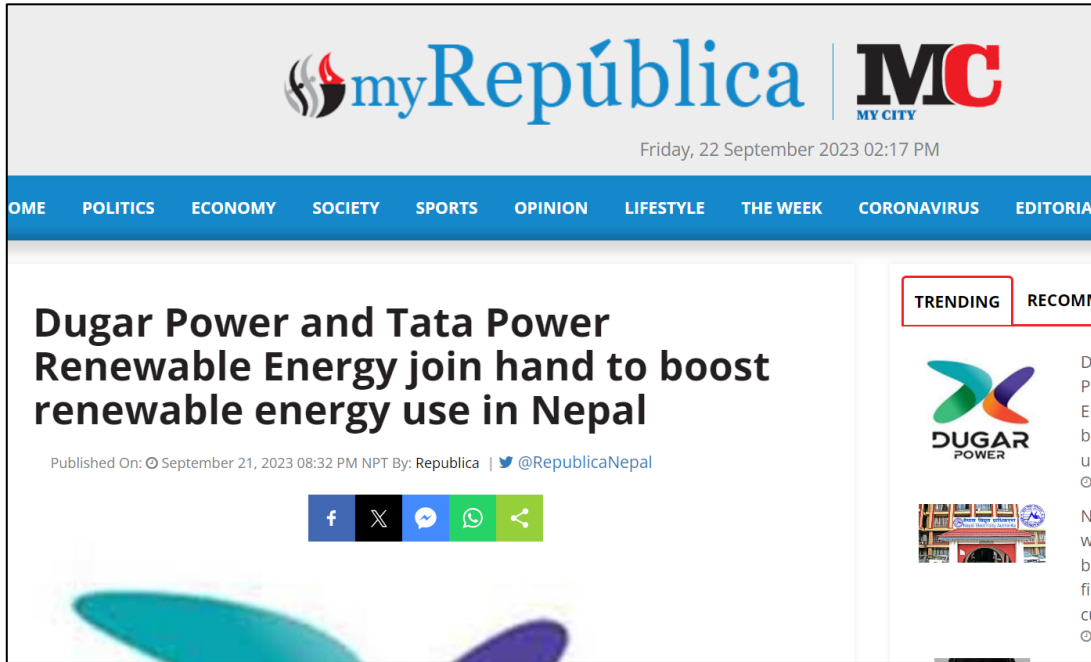 myRepública
MC
MY CITY
Friday, 22 September 2023 02:17 PM
OME POLITICS ECONOMY SOCIETY SPORTS OPINION LIFESTYLE THE WEEK CORONAVIRUS EDITORIA
Dugar Power and Tata Power
Renewable Energy join hand to boost
renewable energy use in Nepal
Published On: September 21, 2023 08:32 PM NPT By: Republica | @RepublicaNepal
TRENDING RECOMM
DUGAR
POWER